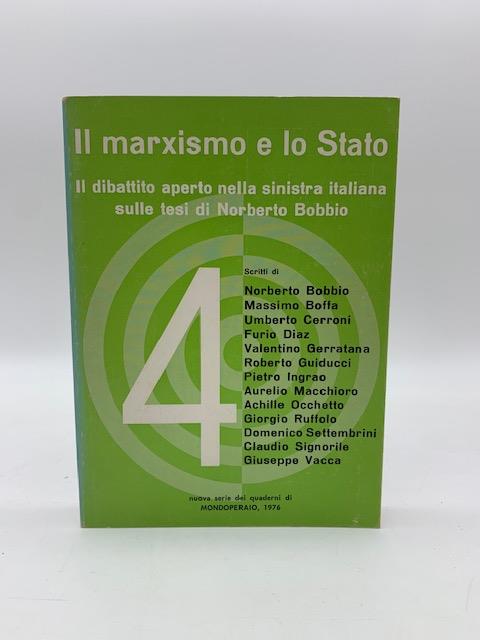 Il marxismo e lo Stato
Il dibattito aperto nella sinistra italiana
sulle tesi di Norberto Bobbio
4
Scritti di
Norberto Bobbio
Massimo Boffa
Umberto Cerroni
Furio Diaz
Valentino Gerratana
Roberto Guiducci
Pietro Ingrao
Aurelio Macchioro
Achille Occhetto
Giorgio Ruffolo
Domenico Settembrini
Claudio Signorile
Giuseppe Vacca
nuova serie dei quaderni di
MONDOPERAIO, 1976